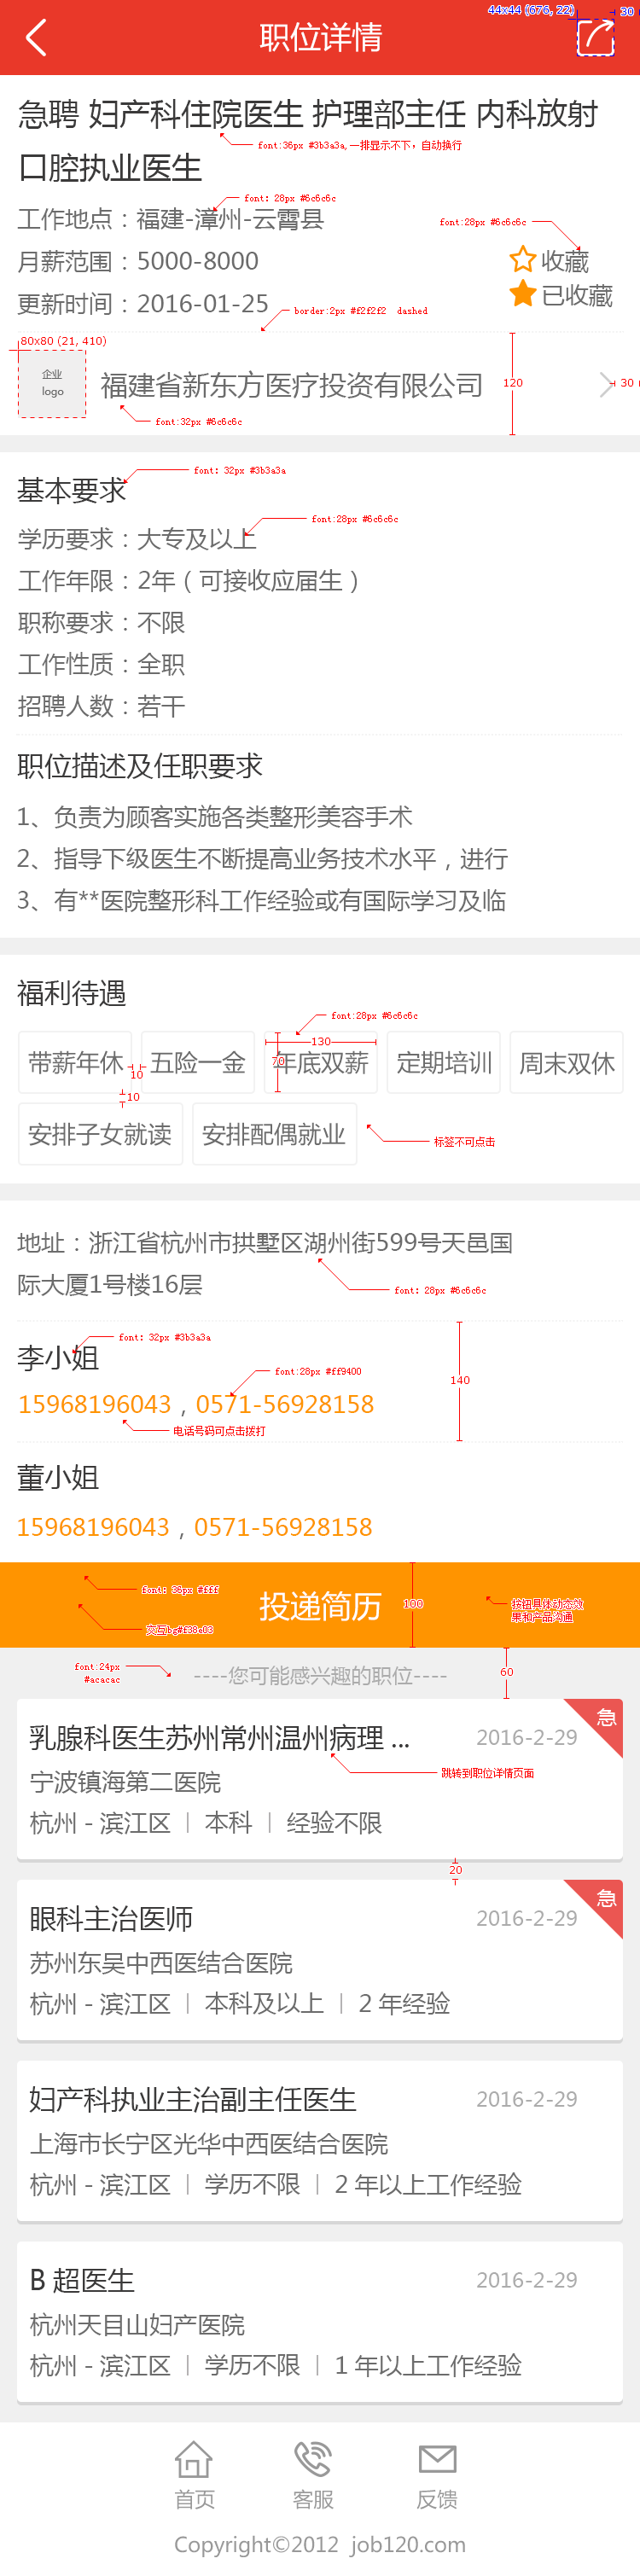 44x44 (676, 22)
30
职位详情
急聘 妇产科住院医生 护理部主任 内科放射
font:36px #3b3a3a,一排显示不下，自动换行
口腔执业医生
font: 28px #6c6c6c
工作地点：福建-漳州-云霄县
font:28px #6c6c6c
月薪范围：5000-8000
收藏
更新时间：2016-01-25
已收藏
border:2px #f2f2f2 dashed
80x80 (21, 410)
企业
logo
福建省新东方医疗投资有限公司
120
30
font:32px #6c6c6c
font: 32px #3b3a3a
基本要求
font:28px #6c6c6c
学历要求：大专及以上
工作年限：2年（可接收应届生）
职称要求：不限
工作性质：全职
招聘人数：若干
职位描述及任职要求
1、负责为顾客实施各类整形美容手术
2、指导下级医生不断提高业务技术水平，进行
3、有**医院整形科工作经验或有国际学习及临
福利待遇
font:28px #6c6c6c
130
带薪年休 五险一金 年底双薪 定期培训 周末双休
70
10
10
安排子女就读 安排配偶就业
标签不可点击
地址：浙江省杭州市拱墅区湖州街599号天邑国
际大厦1号楼16层
font: 28px #6c6c6c
font: 32px #3b3a3a
李小姐
font:28px #ff9400
140
15968196043，0571-56928158
电话号码可点击拨打
董小姐
15968196043，0571-56928158
font: 36px #fff
投递简历
100
按钮具体动态效
果和产品沟通
交互bg#f38e03
font:24px
#acacac
----您可能感兴趣的职位----
60
乳腺科医生苏州常州温州病理 ...
2016-2-29
急
跳转到职位详情页面
宁波镇海第二医院
杭州 - 滨江区 | 本科 | 经验不限
20
眼科主治医师
2016-2-29
急
苏州东吴中西医结合医院
杭州 - 滨江区 | 本科及以上 | 2 年经验
妇产科执业主治副主任医生
2016-2-29
上海市长宁区光华中西医结合医院
杭州 - 滨江区 | 学历不限 | 2 年以上工作经验
B 超医生
2016-2-29
杭州天目山妇产医院
杭州 - 滨江区 | 学历不限 | 1 年以上工作经验
首页 客服 反馈
Copyright©2012 job120.com